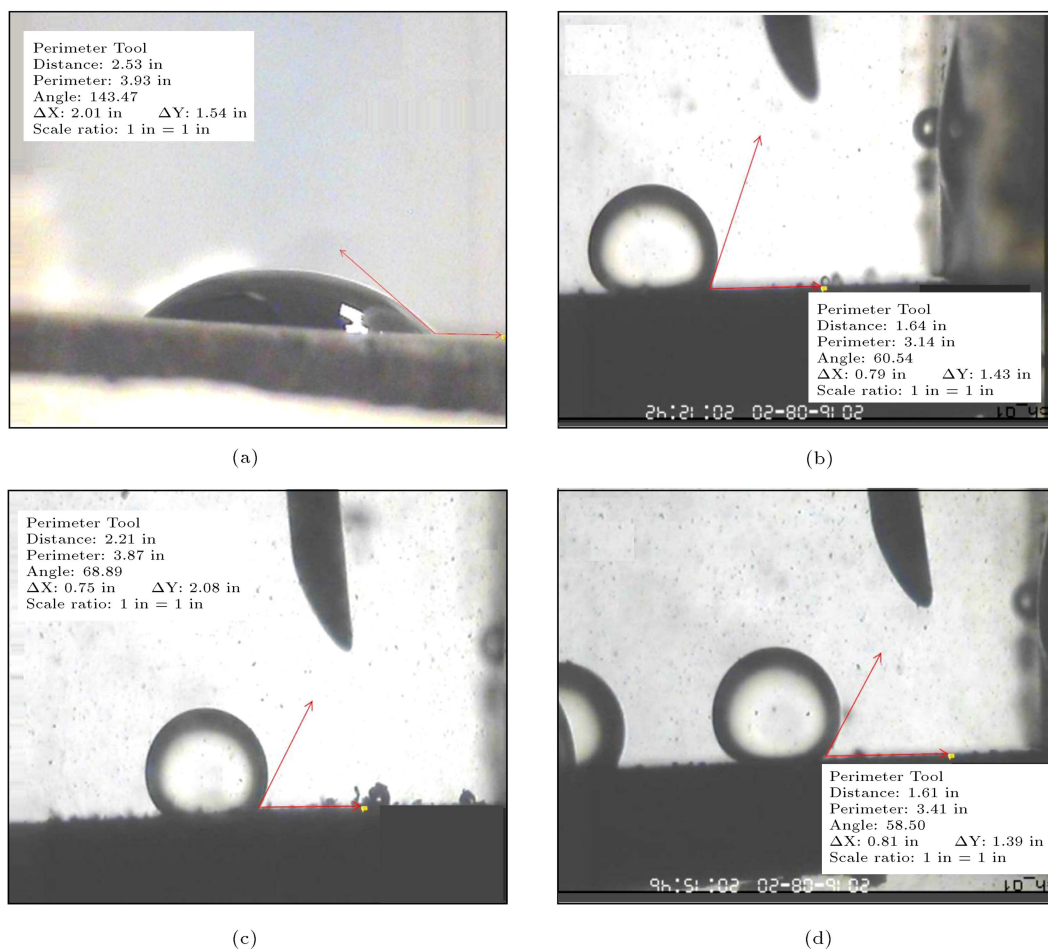 Perimeter Tool
Distance: 2.53 in
Perimeter: 3.93 in
Angle: 143.47
ΔX: 2.01 in ΔY: 1.54 in
Scale ratio: 1 in = 1 in
(a)
Perimeter Tool
Distance: 1.64 in
Perimeter: 3.14 in
Angle: 60.54
ΔX: 0.79 in ΔY: 1.43 in
Scale ratio: 1 in = 1 in
(b)
Perimeter Tool
Distance: 2.21 in
Perimeter: 3.87 in
Angle: 68.89
ΔX: 0.75 in ΔY: 2.08 in
Scale ratio: 1 in = 1 in
(c)
Perimeter Tool
Distance: 1.61 in
Perimeter: 3.41 in
Angle: 58.50
ΔX: 0.81 in ΔY: 1.39 in
Scale ratio: 1 in = 1 in
(d)